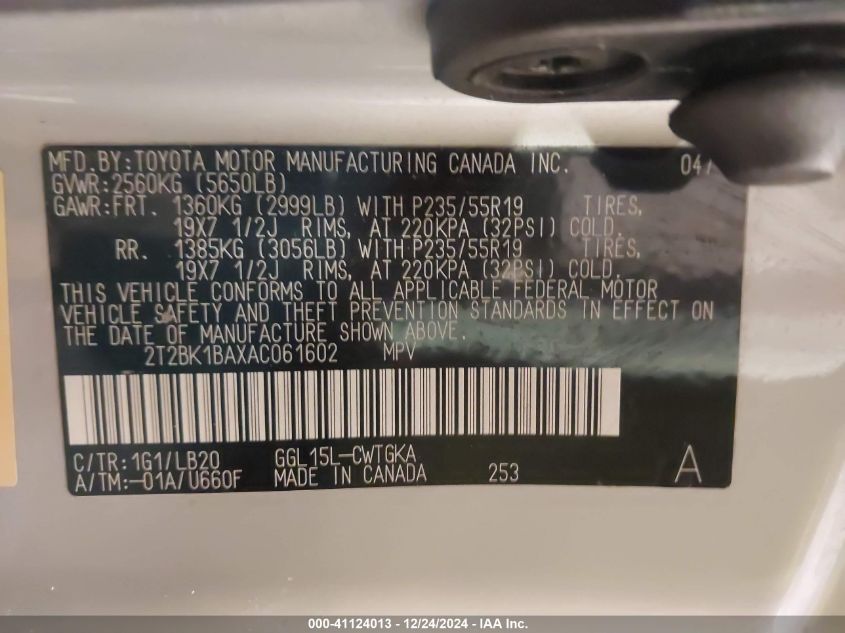 MFD.BY:TOYOTA MOTOR MANUFACTURING CANADA INC. 04/
GVWR:2560KG (5650LB)
GAWR:FRT. 1360KG (2999LB) WITH P235/55R19 TIRES,
19X7 1/2J RIMS, AT 220KPA (32PSI) COLD.
RR. 1385KG (3056LB) WITH P235/55R19 TIRES,
19X7 1/2J RIMS, AT 220KPA (32PSI) COLD.
THIS VEHICLE CONFORMS TO ALL APPLICABLE FEDERAL MOTOR
VEHICLE SAFETY AND THEFT PREVENTION STANDARDS IN EFFECT ON
THE DATE OF MANUFACTURE SHOWN ABOVE.
2T2BK1BAXAC061602 MPV
C/TR:1G1/LB20 GGL15L-CWTGKA
A/TM:-01A/U660F MADE IN CANADA 253 A
000-41124013 - 12/24/2024 - IAA Inc.